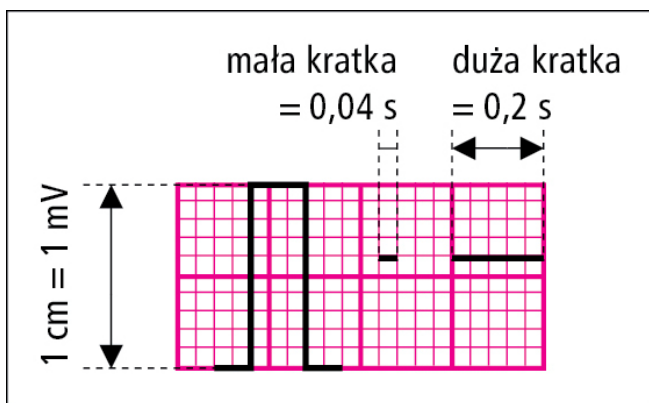 mała kratka
= 0,04 s
duża kratka
= 0,2 s
1 cm = 1 mV